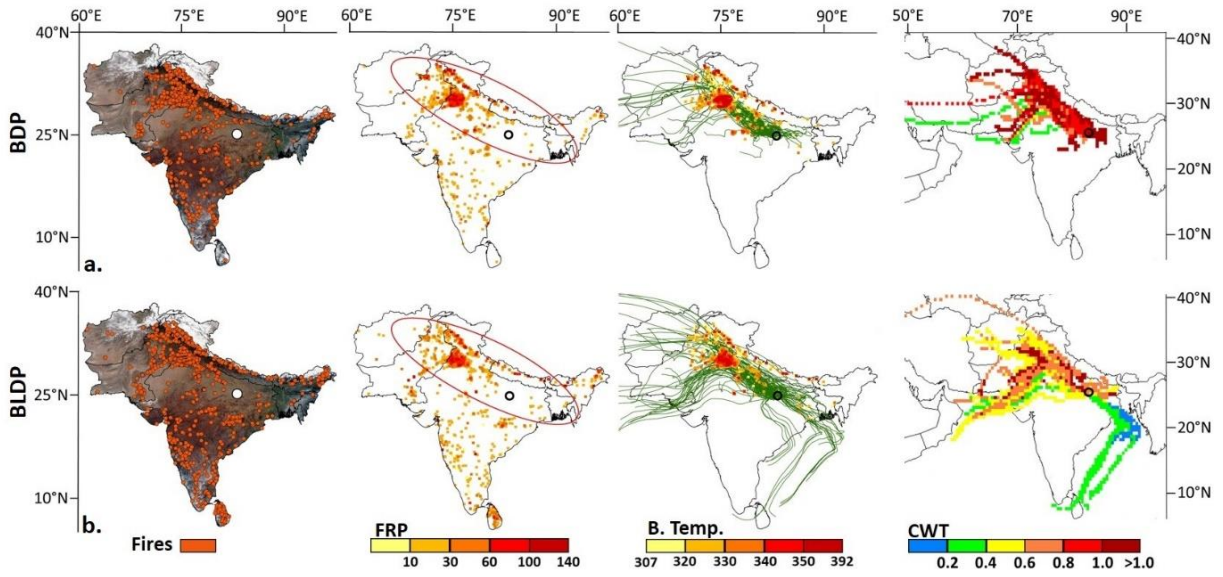 60°E 75°E 90°E 60°E 75°E 90°E 60°E 75°E 90°E 50°E 70°E 90°E
40°N 40°N
BDP 30°N
25°N 20°N
10°N 10°N
a.
40°N 40°N
BLDP 30°N
25°N 20°N
10°N 10°N
b.
Fires FRP B. Temp. CWT
10 30 60 100 140 307 320 330 340 350 392 0.2 0.4 0.6 0.8 1.0 >1.0